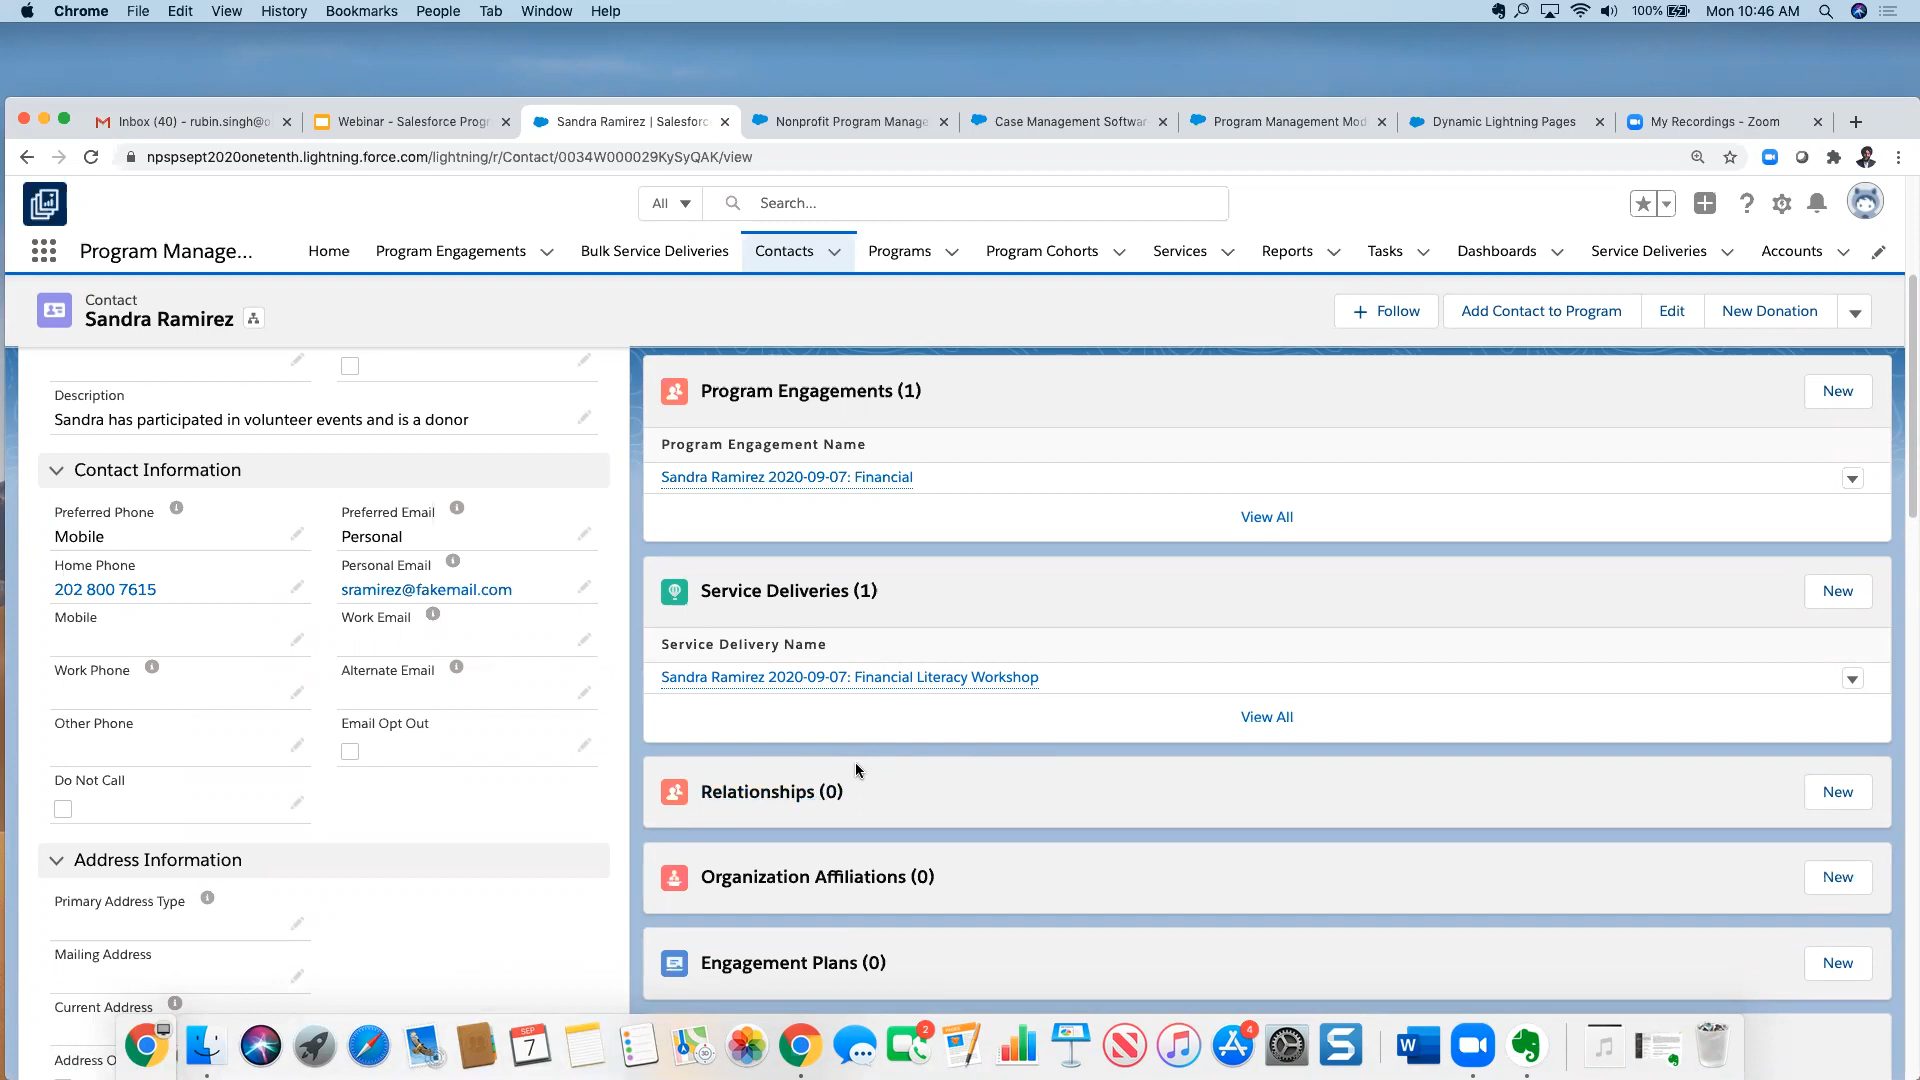 Chrome File Edit View History Bookmarks People Tab Window Help 100% Mon 10:46 AM
Inbox (40) - rubin.singh@o Webinar - Salesforce Progr Sandra Ramirez | Salesforc Nonprofit Program Manage Case Management Softwar Program Management Mod Dynamic Lightning Pages My Recordings - Zoom
npspsept2020onetenth.lightning.force.com/lightning/r/Contact/0034W000029KySyQAK/view
All Search...
Program Manage... Home Program Engagements Bulk Service Deliveries Contacts Programs Program Cohorts Services Reports Tasks Dashboards Service Deliveries Accounts
Contact
Sandra Ramirez
Follow Add Contact to Program Edit New Donation
Description
Sandra has participated in volunteer events and is a donor
Contact Information
Preferred Phone Preferred Email
Mobile Personal
Home Phone Personal Email
202 800 7615 sramirez@fakemail.com
Mobile Work Email
Work Phone Alternate Email
Other Phone Email Opt Out
Do Not Call
Address Information
Primary Address Type
Mailing Address
Current Address
Address O
Program Engagements (1) New
Program Engagement Name
Sandra Ramirez 2020-09-07: Financial
View All
Service Deliveries (1) New
Service Delivery Name
Sandra Ramirez 2020-09-07: Financial Literacy Workshop
View All
Relationships (0) New
Organization Affiliations (0) New
Engagement Plans (0) New
SEP 2 4
7 3D S W